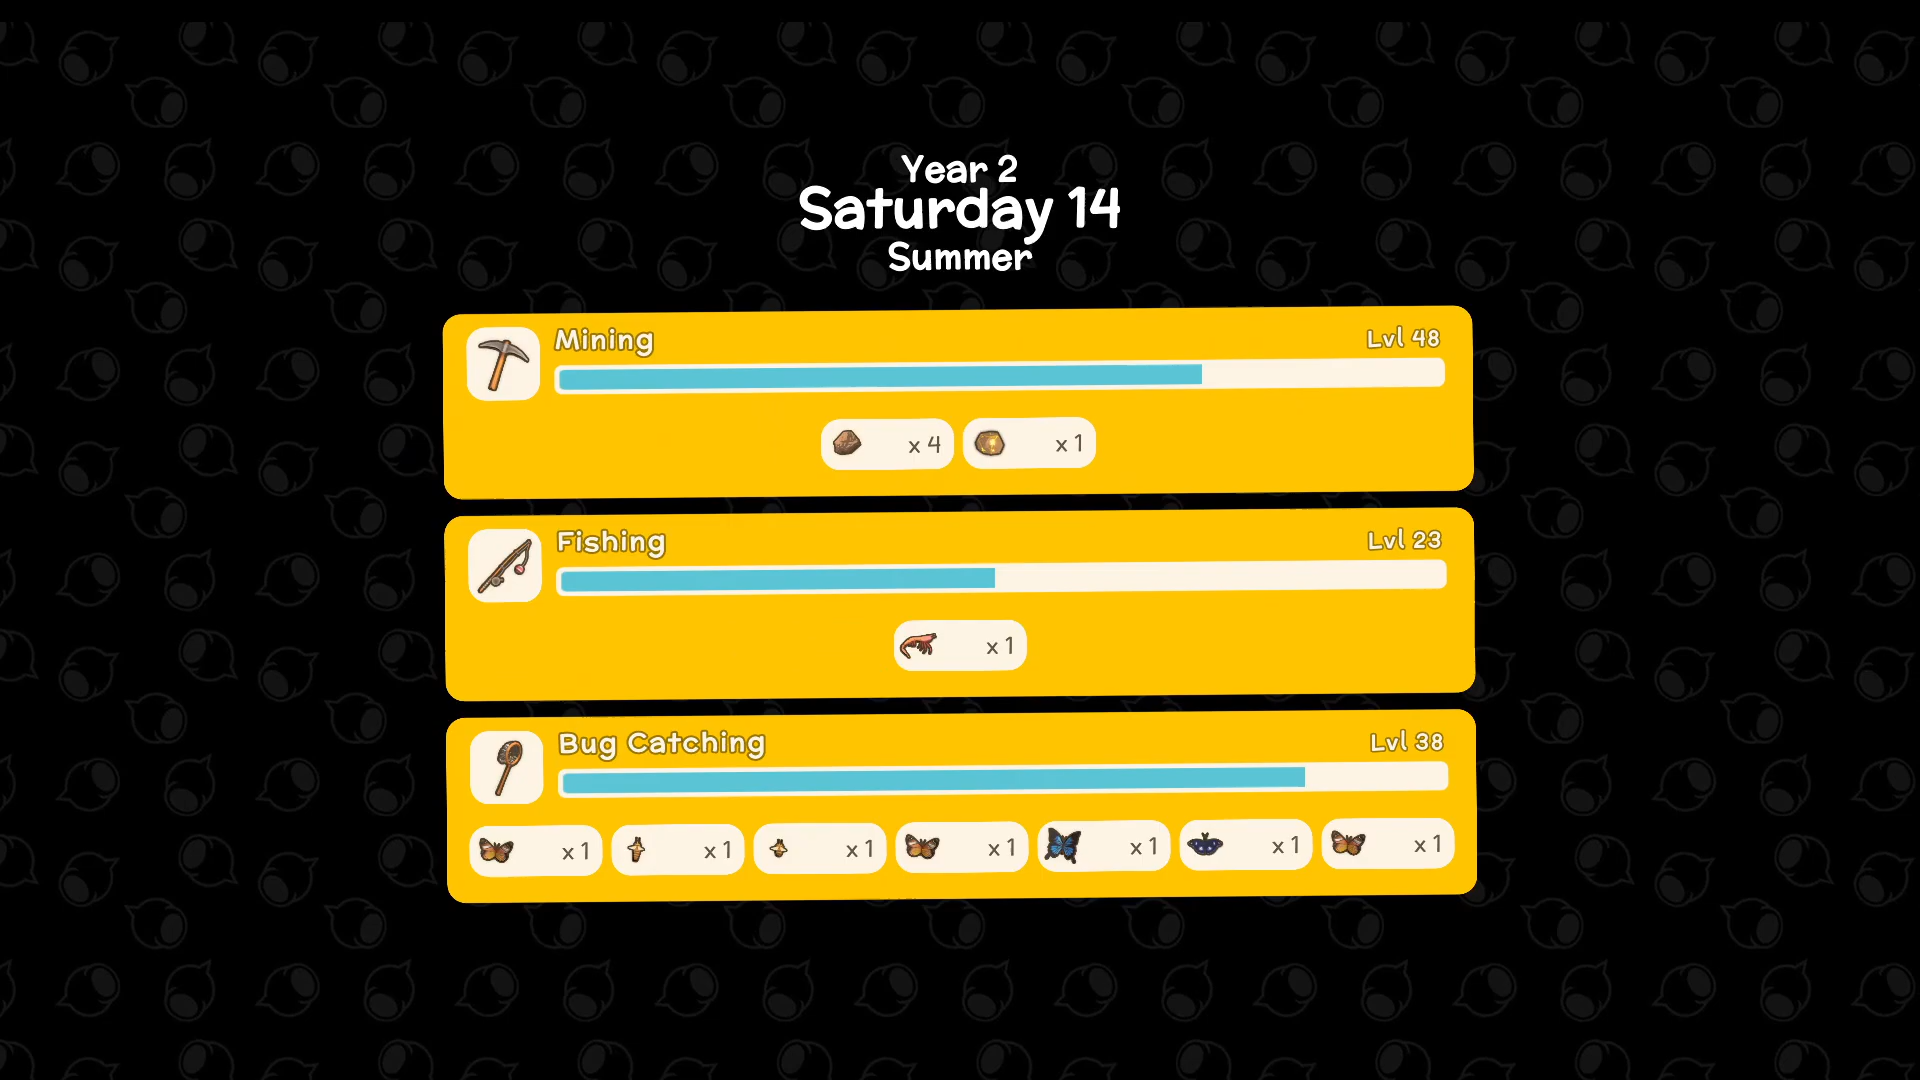 Year 2
Saturday 14
Summer
Mining
Lvl 48
x 4
x 1
Fishing
Lvl 23
x 1
Bug Catching
Lvl 38
x 1
x 1
x 1
x 1
x 1
x 1
x 1